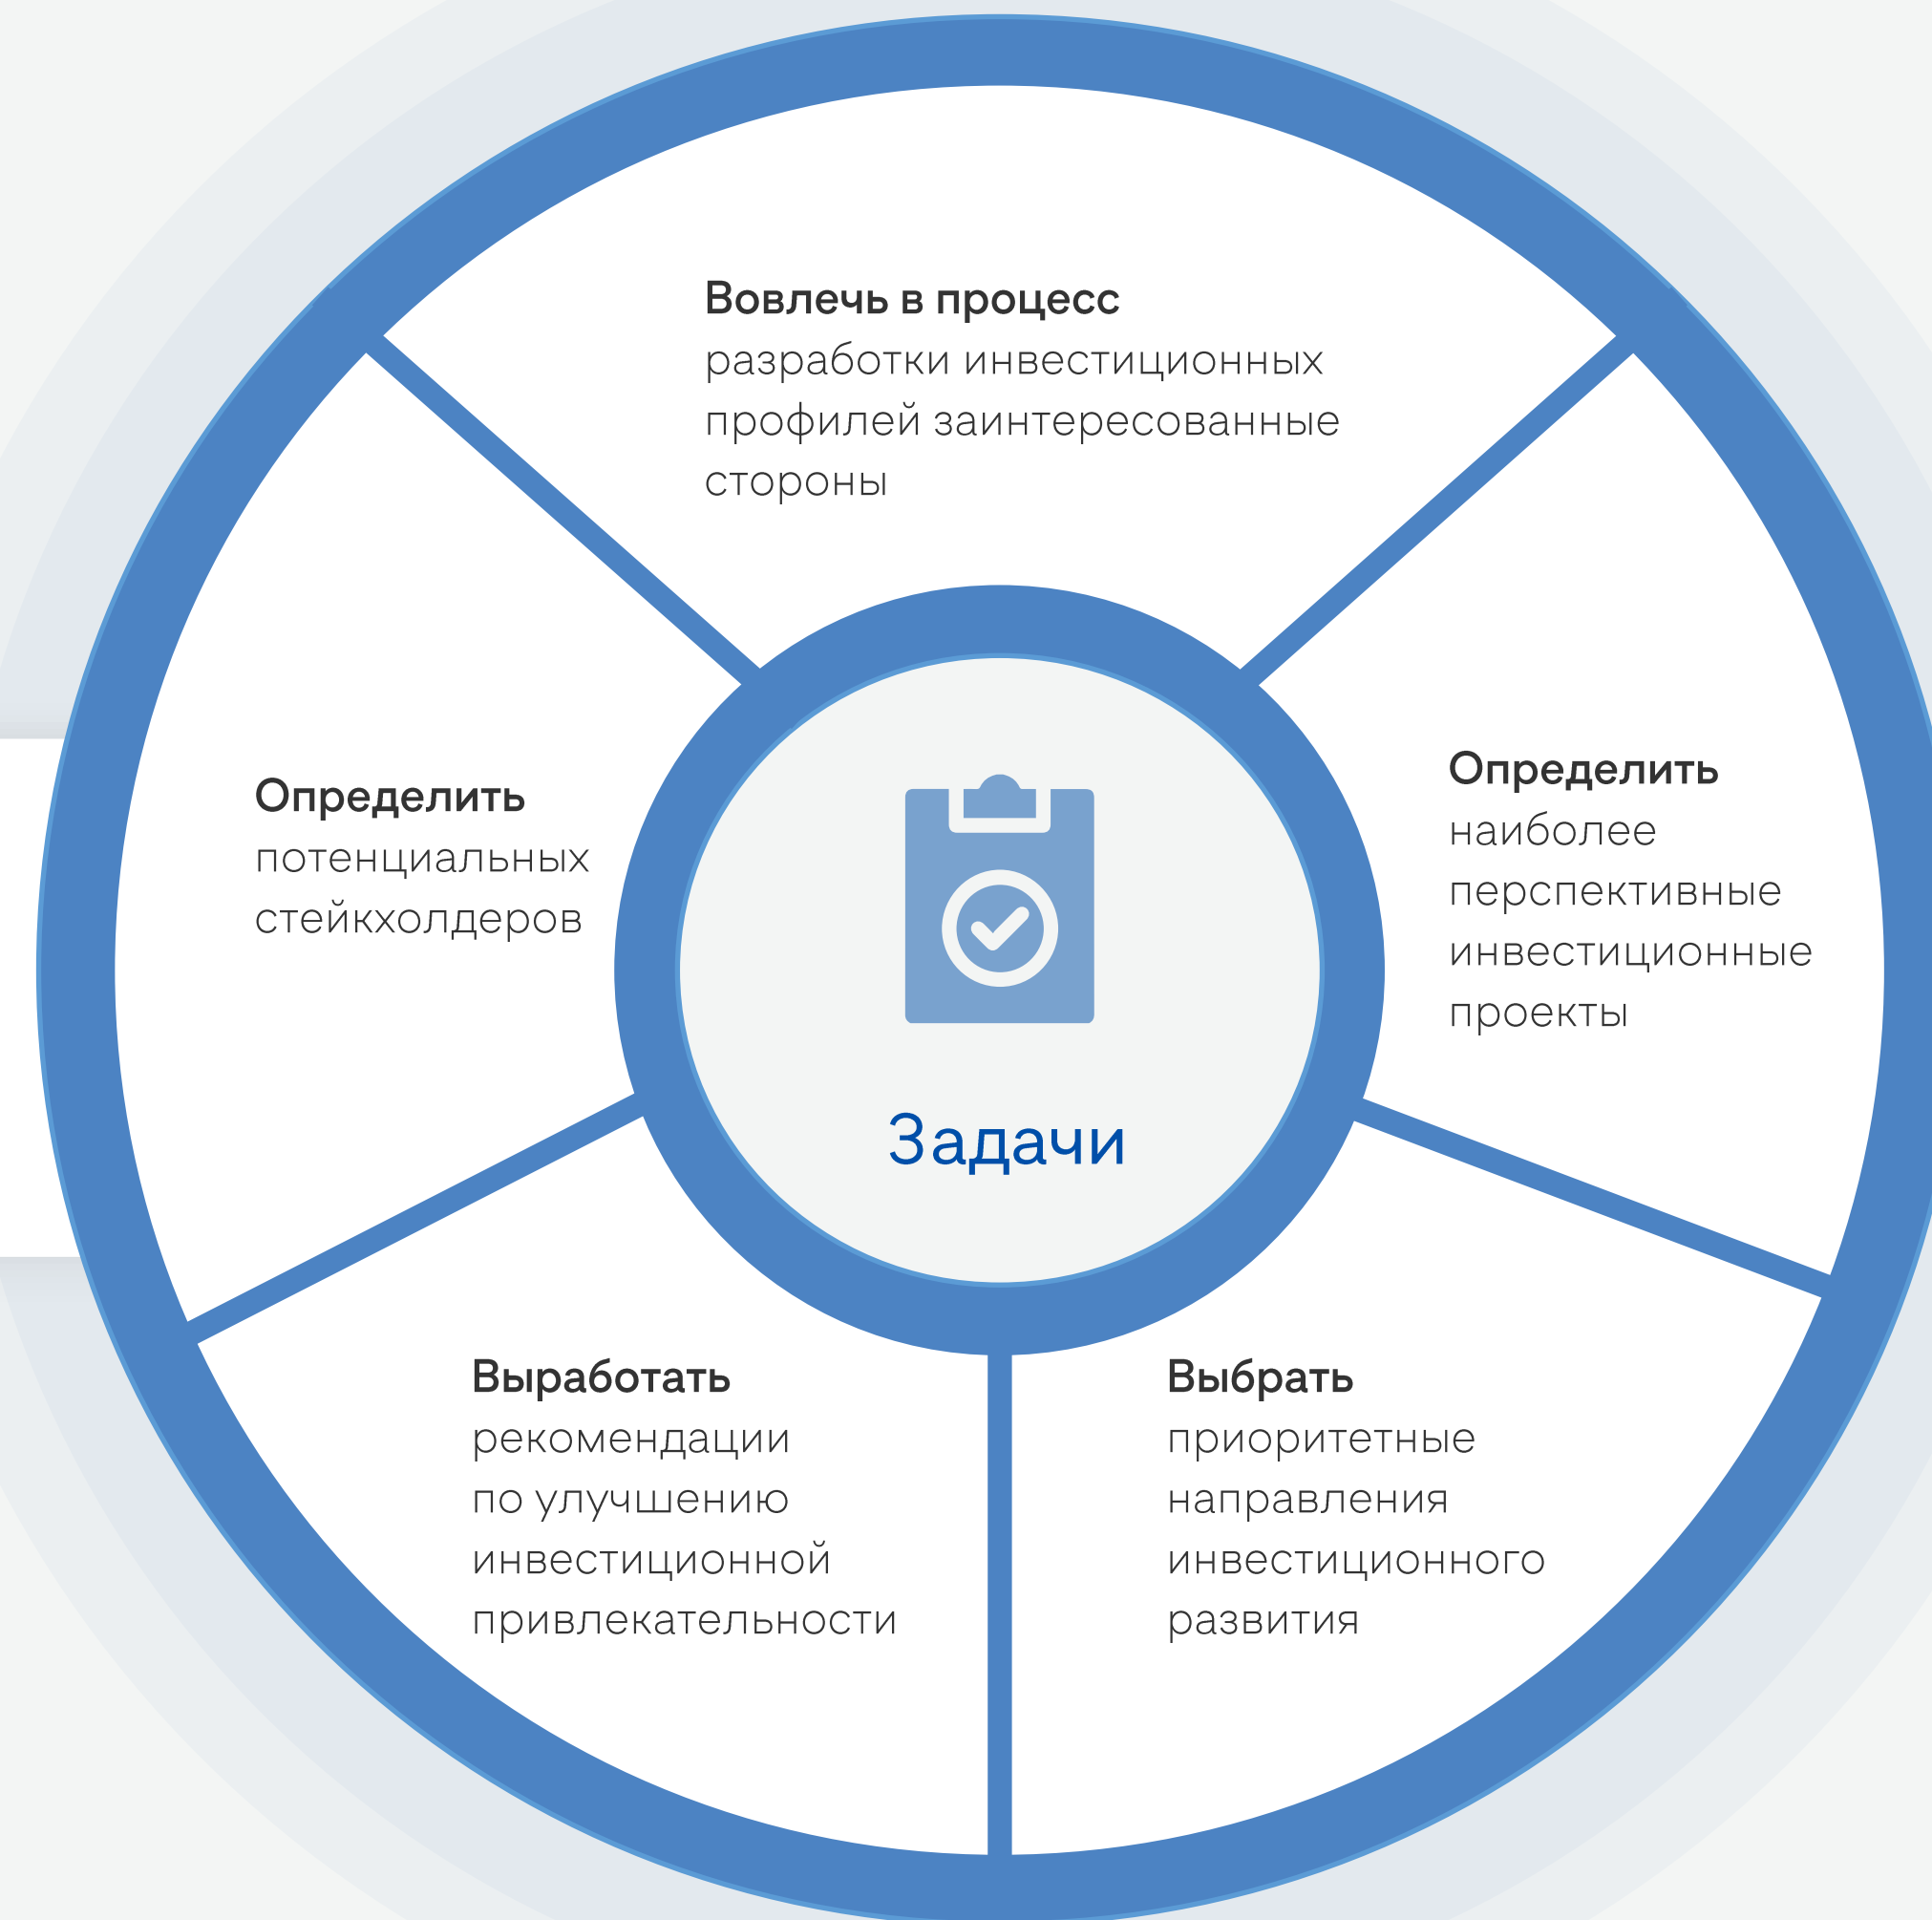 Вовлечь в процесс
разработки инвестиционных
профилей заинтересованные
стороны
Определить
потенциальных
стейкхолдеров
Определить
наиболее
перспективные
инвестиционные
проекты
Задачи
Выработать
рекомендации
по улучшению
инвестиционной
привлекательности
Выбрать
приоритетные
направления
инвестиционного
развития